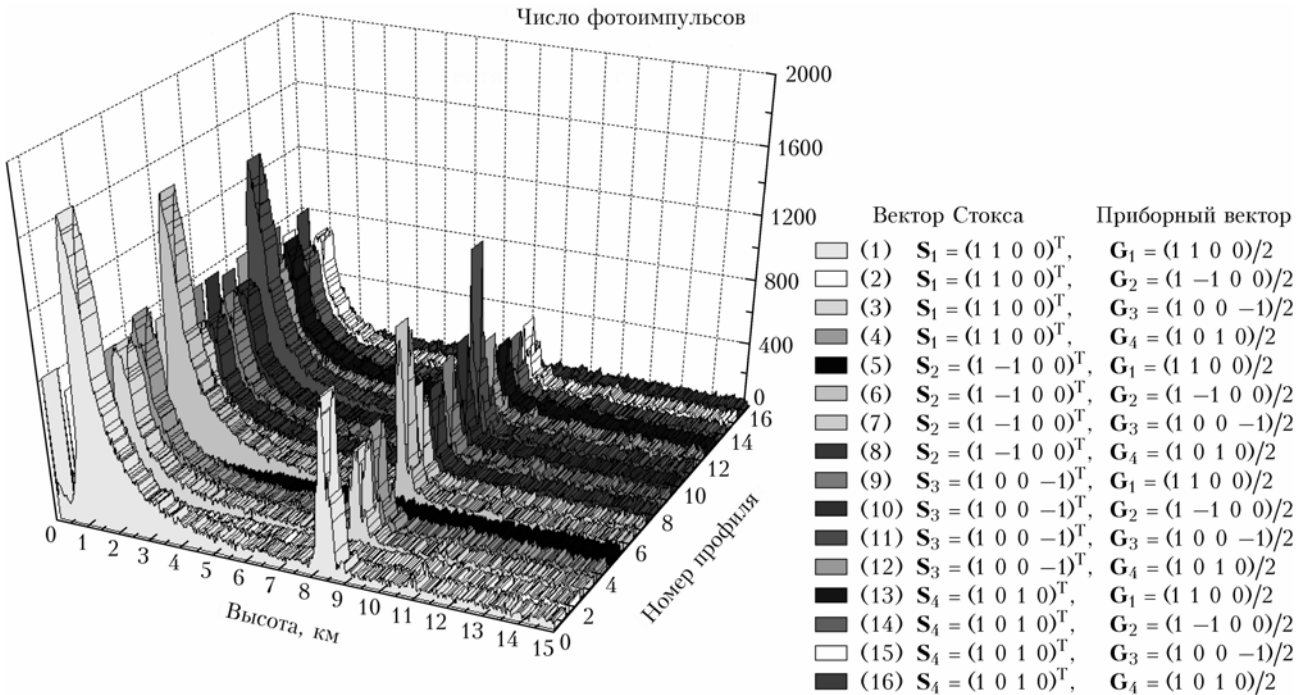 Число фотоимпульсов
2000
1600
1200
800
400
0
16
14
12
10
8
6
4
2
0
Номер профиля
0 1 2 3 4 5 6 7 8 9 10 11 12 13 14 15
Высота, км
Вектор Стокса Приборный вектор
(1) S₁ = (1 1 0 0)ᵀ, G₁ = (1 1 0 0)/2
(2) S₁ = (1 1 0 0)ᵀ, G₂ = (1 −1 0 0)/2
(3) S₁ = (1 1 0 0)ᵀ, G₃ = (1 0 0 −1)/2
(4) S₁ = (1 1 0 0)ᵀ, G₄ = (1 0 1 0)/2
(5) S₂ = (1 −1 0 0)ᵀ, G₁ = (1 1 0 0)/2
(6) S₂ = (1 −1 0 0)ᵀ, G₂ = (1 −1 0 0)/2
(7) S₂ = (1 −1 0 0)ᵀ, G₃ = (1 0 0 −1)/2
(8) S₂ = (1 −1 0 0)ᵀ, G₄ = (1 0 1 0)/2
(9) S₃ = (1 0 0 −1)ᵀ, G₁ = (1 1 0 0)/2
(10) S₃ = (1 0 0 −1)ᵀ, G₂ = (1 −1 0 0)/2
(11) S₃ = (1 0 0 −1)ᵀ, G₃ = (1 0 0 −1)/2
(12) S₃ = (1 0 0 −1)ᵀ, G₄ = (1 0 1 0)/2
(13) S₄ = (1 0 1 0)ᵀ, G₁ = (1 1 0 0)/2
(14) S₄ = (1 0 1 0)ᵀ, G₂ = (1 −1 0 0)/2
(15) S₄ = (1 0 1 0)ᵀ, G₃ = (1 0 0 −1)/2
(16) S₄ = (1 0 1 0)ᵀ, G₄ = (1 0 1 0)/2